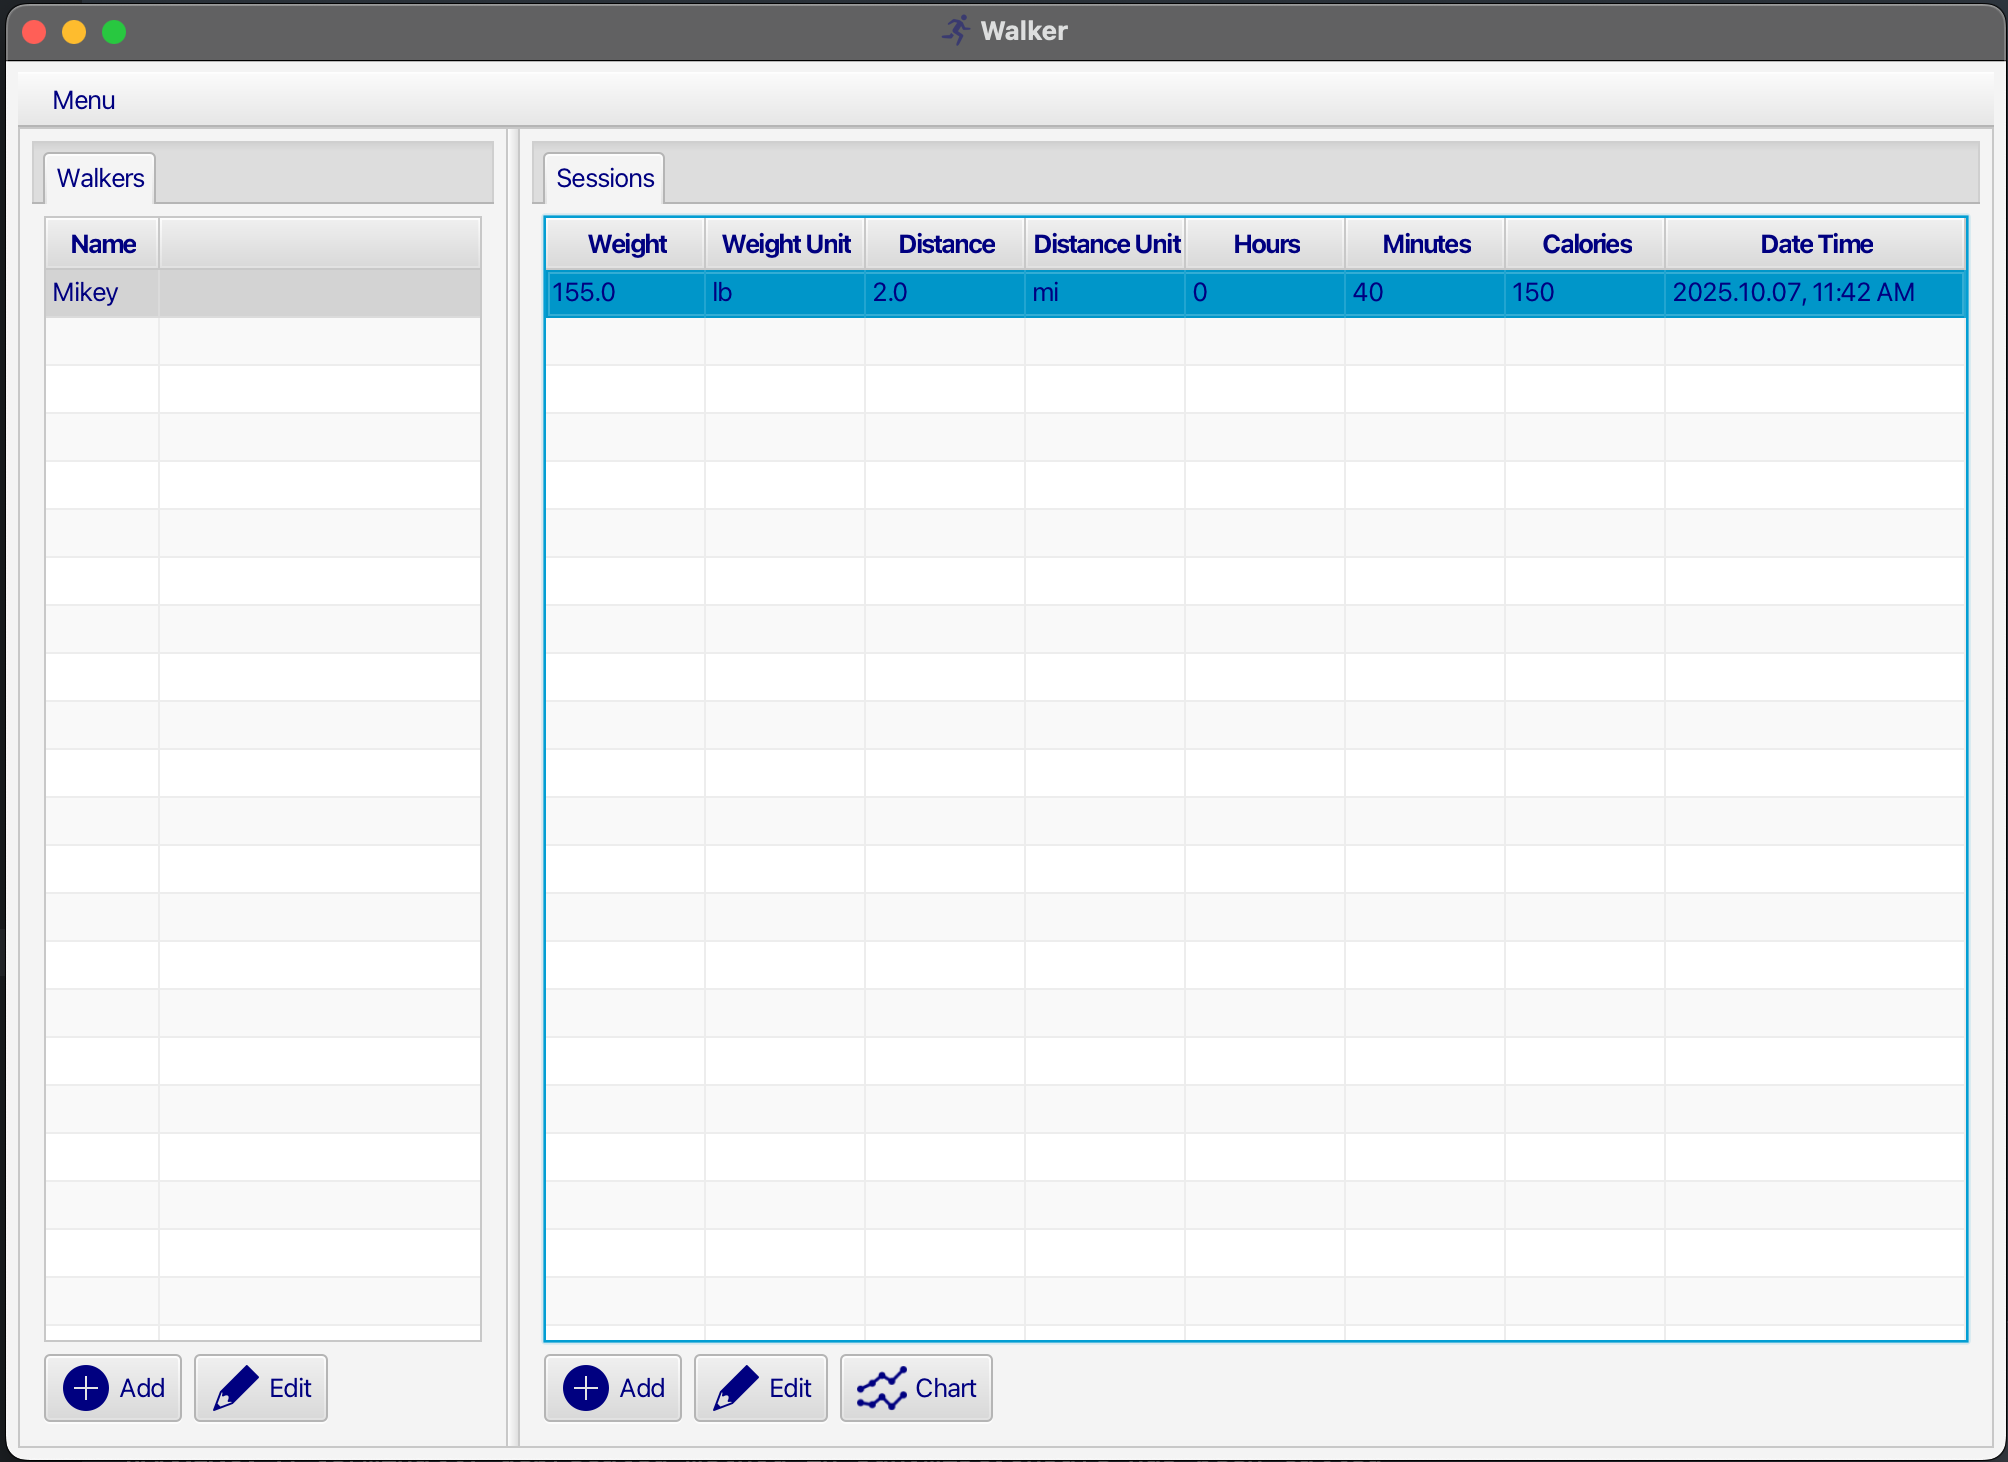 Walker
Menu
Walkers
Name
Mikey
Add Edit
Sessions
Weight Weight Unit Distance Distance Unit Hours Minutes Calories Date Time
155.0 lb 2.0 mi 0 40 150 2025.10.07, 11:42 AM
Add Edit Chart